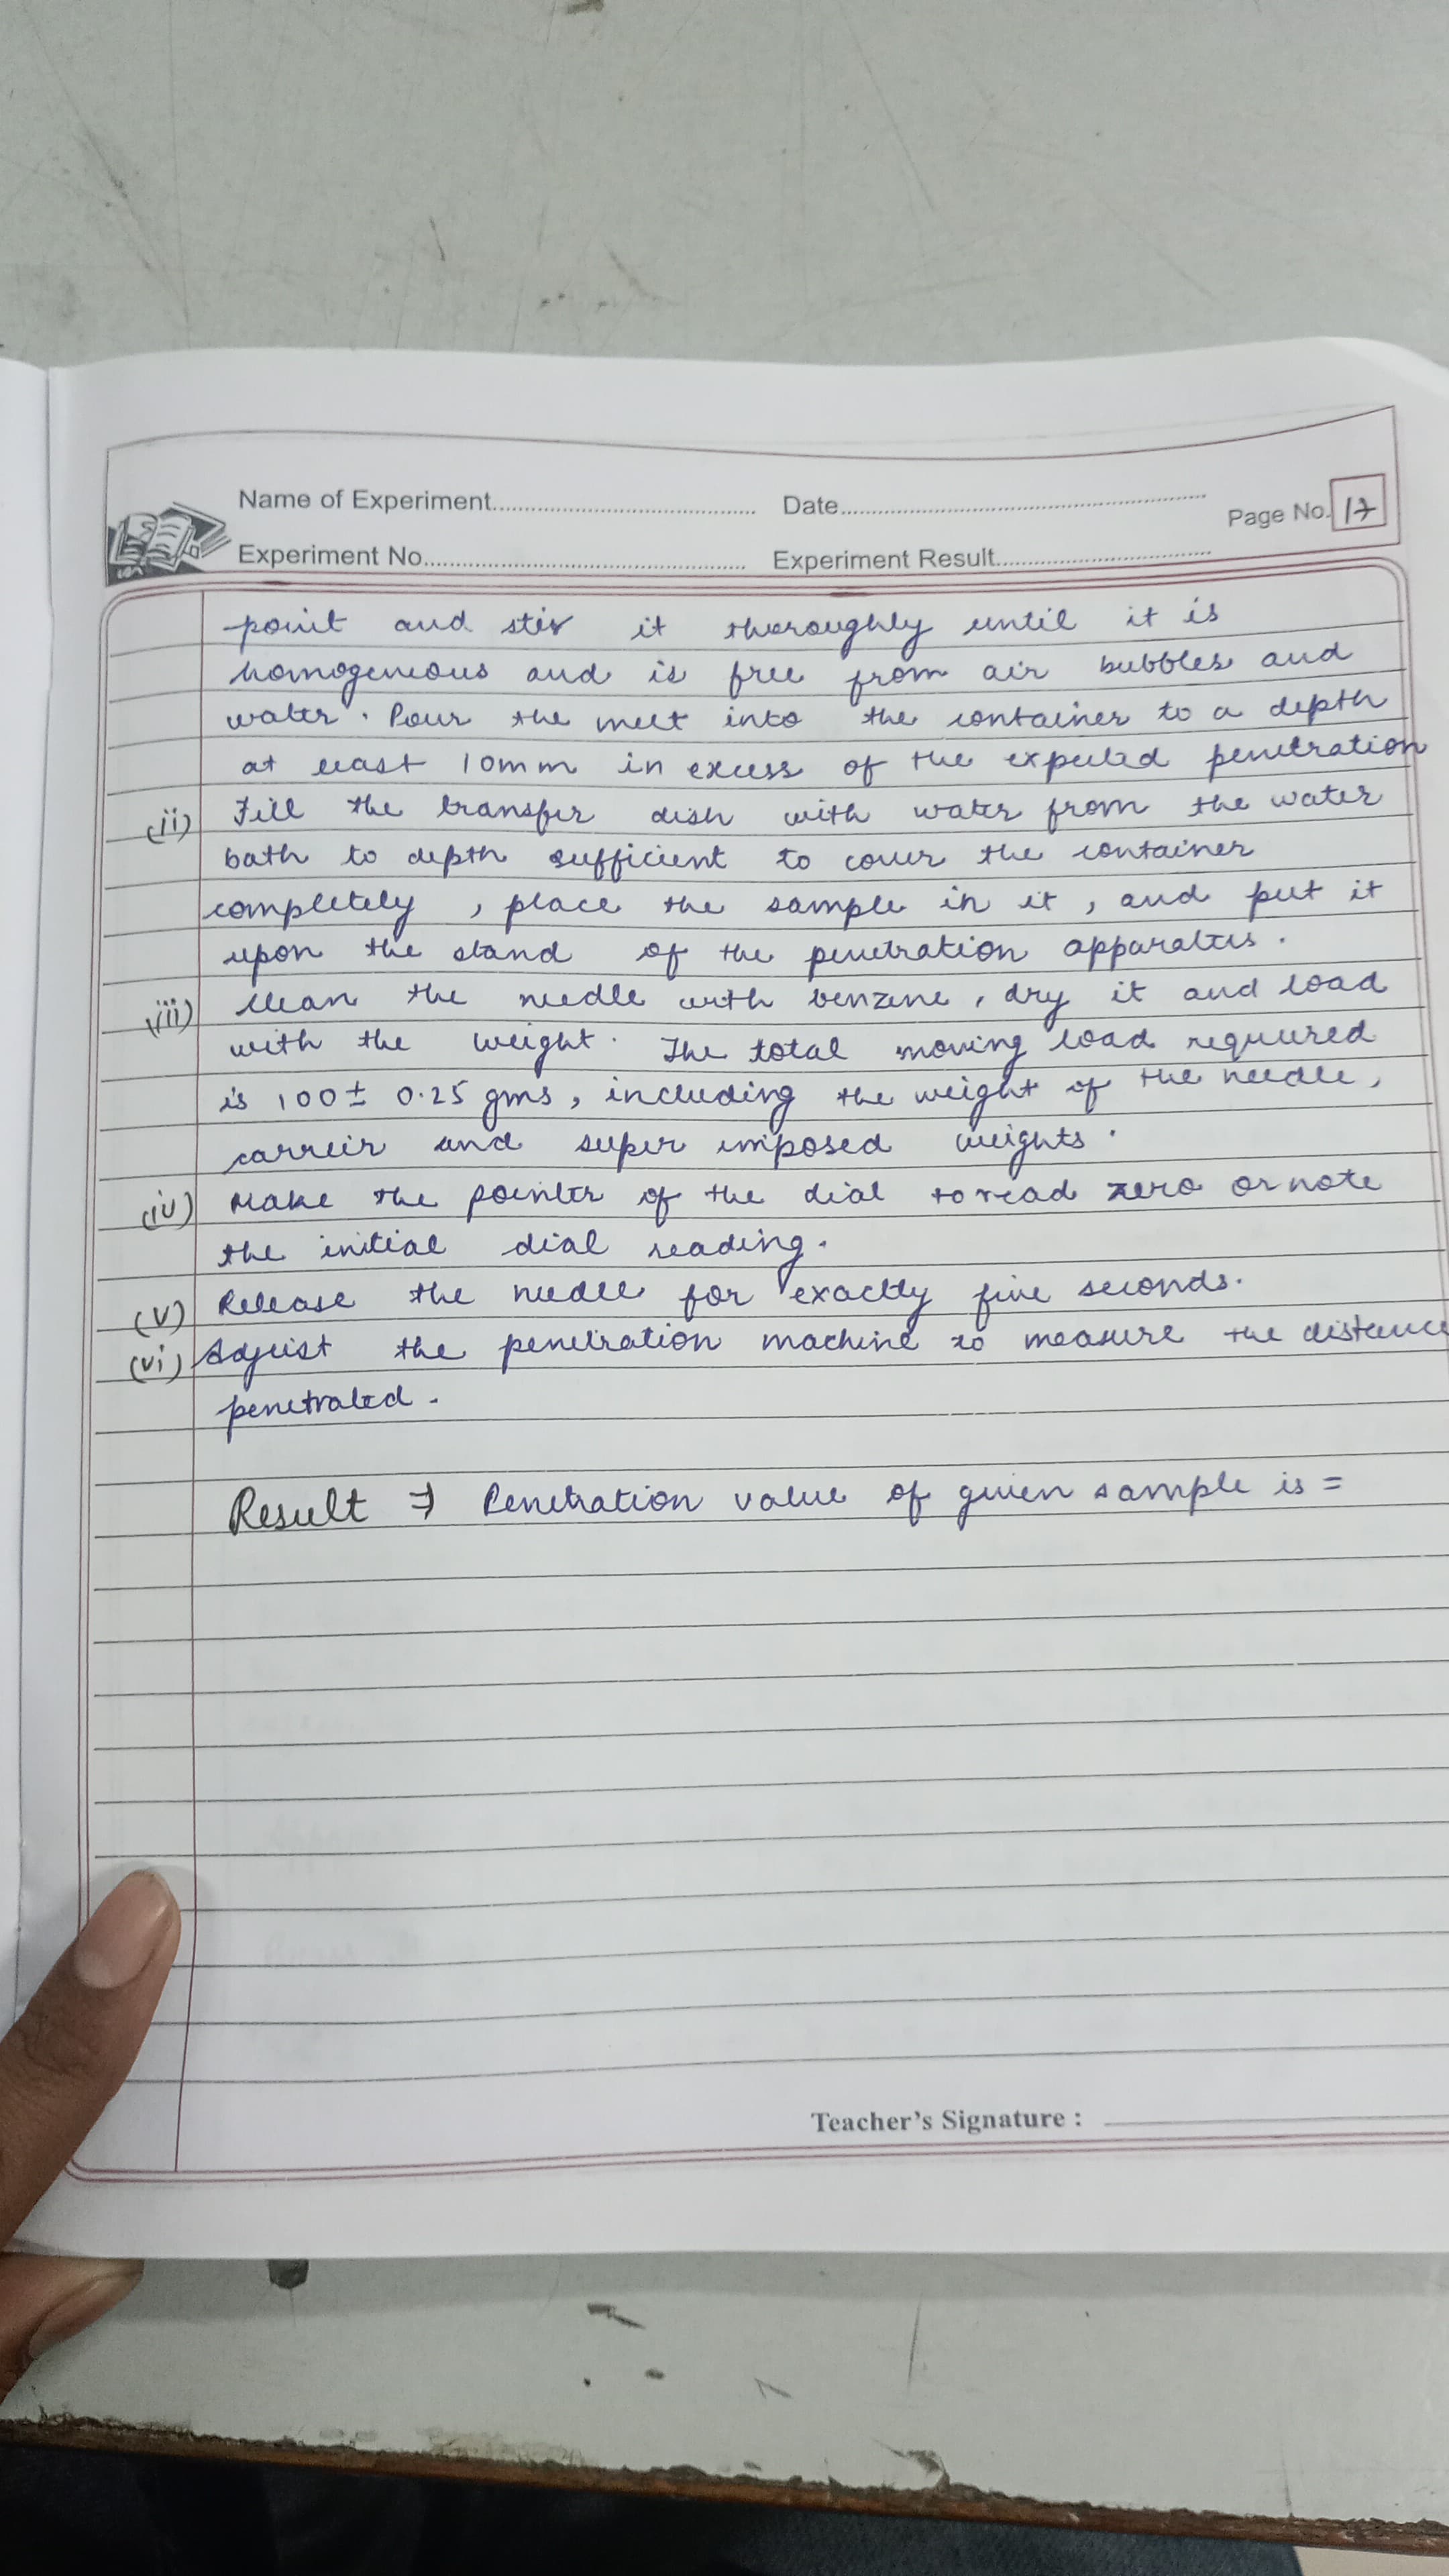 Name of Experiment.......... Date..........
Page No. 17
Experiment No.......... Experiment Result..........
point and stir it thoroughly until it is
homogeneous and is free from air bubbles and
water. Pour the melt into the container to a depth
at least 10mm in excess of the expected penetration
(ii) Fill the transfer dish with water from the water
bath to depth sufficient to cover the container
completely, place the sample in it, and put it
upon the stand of the penetration apparatus.
(iii) Clean the needle with benzene, dry it and load
with the weight. The total moving load required
is 100± 0.25 gms, including the weight of the needle,
carreir and super imposed weights.
(iv) Make the pointer of the dial to read zero or note
the initial dial reading.
(v) Release the needle for exactly five seconds.
(vi) Adjust the penetration machine to measure the distance
penetrated.
Result ⇒ Penetration value of given sample is =
Teacher's Signature :